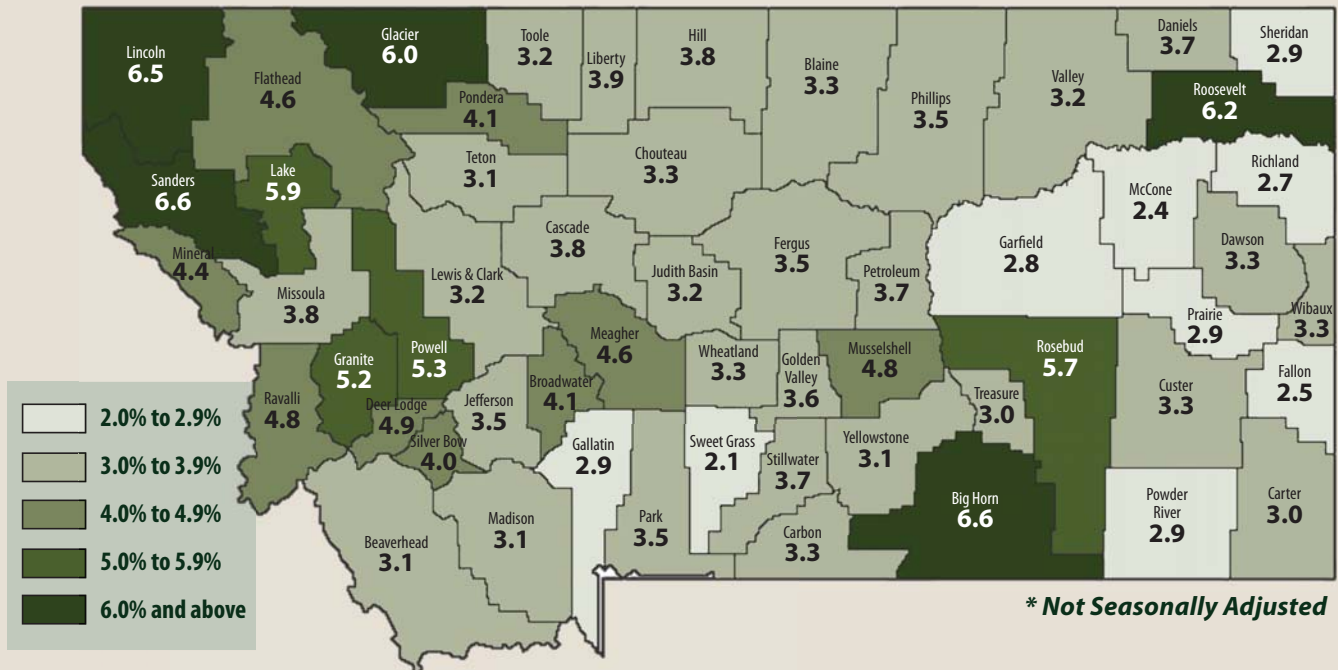 Lincoln
6.5
Flathead
4.6
Glacier
6.0
Toole
3.2
Liberty
3.9
Hill
3.8
Blaine
3.3
Phillips
3.5
Valley
3.2
Daniels
3.7
Sheridan
2.9
Roosevelt
6.2
Pondera
4.1
Teton
3.1
Chouteau
3.3
Richland
2.7
McCone
2.4
Sanders
6.6
Lake
5.9
Cascade
3.8
Fergus
3.5
Garfield
2.8
Dawson
3.3
Mineral
4.4
Missoula
3.8
Lewis & Clark
3.2
Judith Basin
3.2
Petroleum
3.7
Prairie
2.9
Wibaux
3.3
Granite
5.2
Powell
5.3
Meagher
4.6
Wheatland
3.3
Golden
Valley
3.6
Musselshell
4.8
Rosebud
5.7
Treasure
3.0
Custer
3.3
Fallon
2.5
Ravalli
4.8
Deer Lodge
4.9
Silver Bow
4.0
Jefferson
3.5
Broadwater
4.1
Gallatin
2.9
Sweet Grass
2.1
Stillwater
3.7
Yellowstone
3.1
Big Horn
6.6
Powder
River
2.9
Carter
3.0
Beaverhead
3.1
Madison
3.1
Park
3.5
Carbon
3.3
2.0% to 2.9%
3.0% to 3.9%
4.0% to 4.9%
5.0% to 5.9%
6.0% and above
* Not Seasonally Adjusted